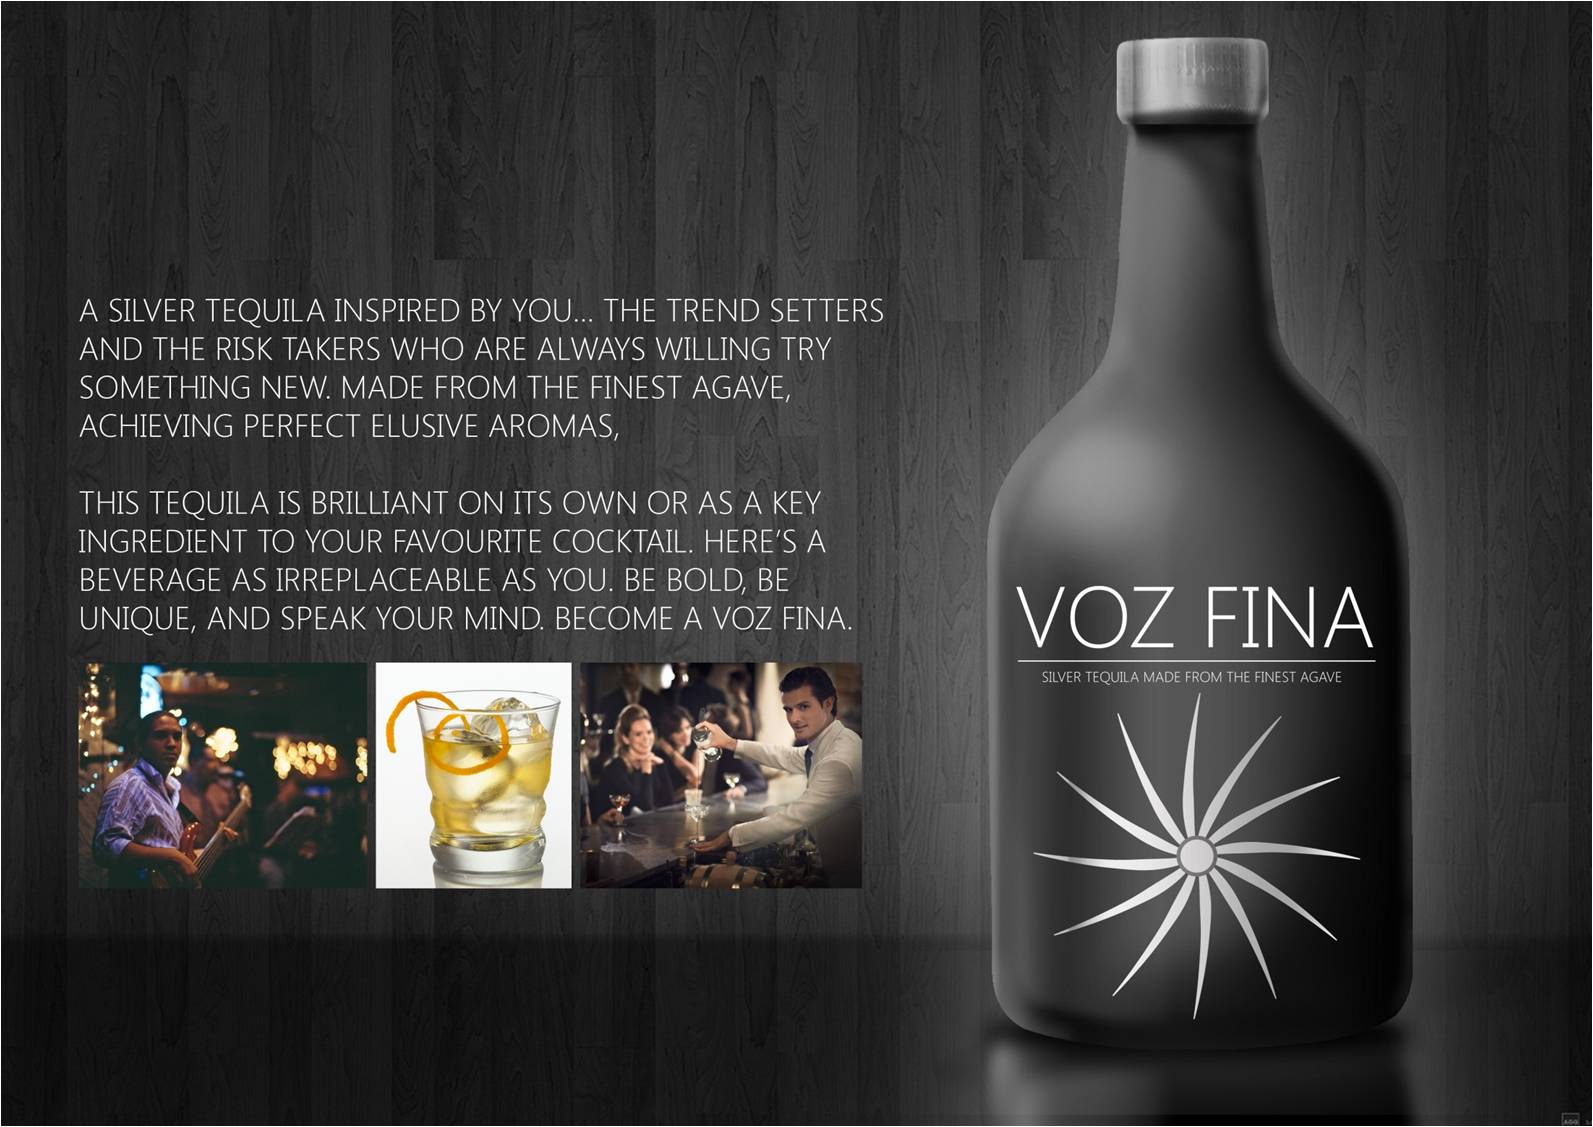 A SILVER TEQUILA INSPIRED BY YOU... THE TREND SETTERS
AND THE RISK TAKERS WHO ARE ALWAYS WILLING TRY
SOMETHING NEW. MADE FROM THE FINEST AGAVE,
ACHIEVING PERFECT ELUSIVE AROMAS,
THIS TEQUILA IS BRILLIANT ON ITS OWN OR AS A KEY
INGREDIENT TO YOUR FAVOURITE COCKTAIL. HERE'S A
BEVERAGE AS IRREPLACEABLE AS YOU. BE BOLD, BE
UNIQUE, AND SPEAK YOUR MIND. BECOME A VOZ FINA.
VOZ FINA
SILVER TEQUILA MADE FROM THE FINEST AGAVE